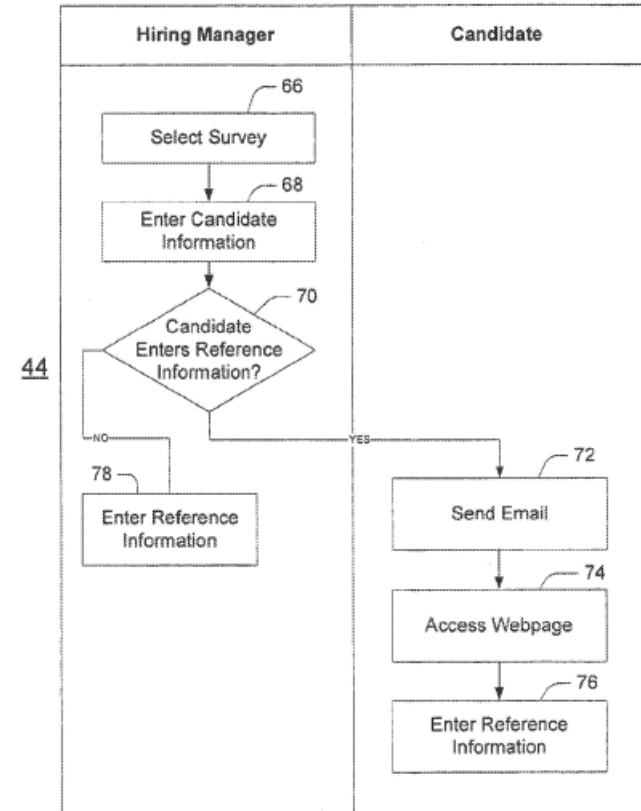 Hiring Manager
Candidate
66
Select Survey
68
Enter Candidate
Information
70
Candidate
Enters Reference
Information?
44
NO
YES
78
Enter Reference
Information
72
Send Email
74
Access Webpage
76
Enter Reference
Information